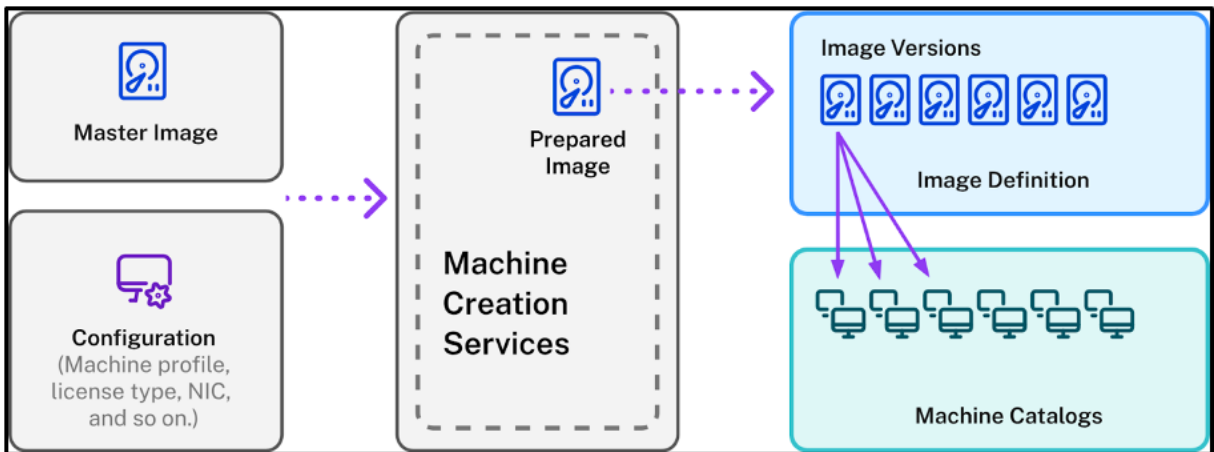 Master Image
Configuration
(Machine profile,
license type, NIC,
and so on.)
Prepared
Image
Machine
Creation
Services
Image Versions
Image Definition
Machine Catalogs